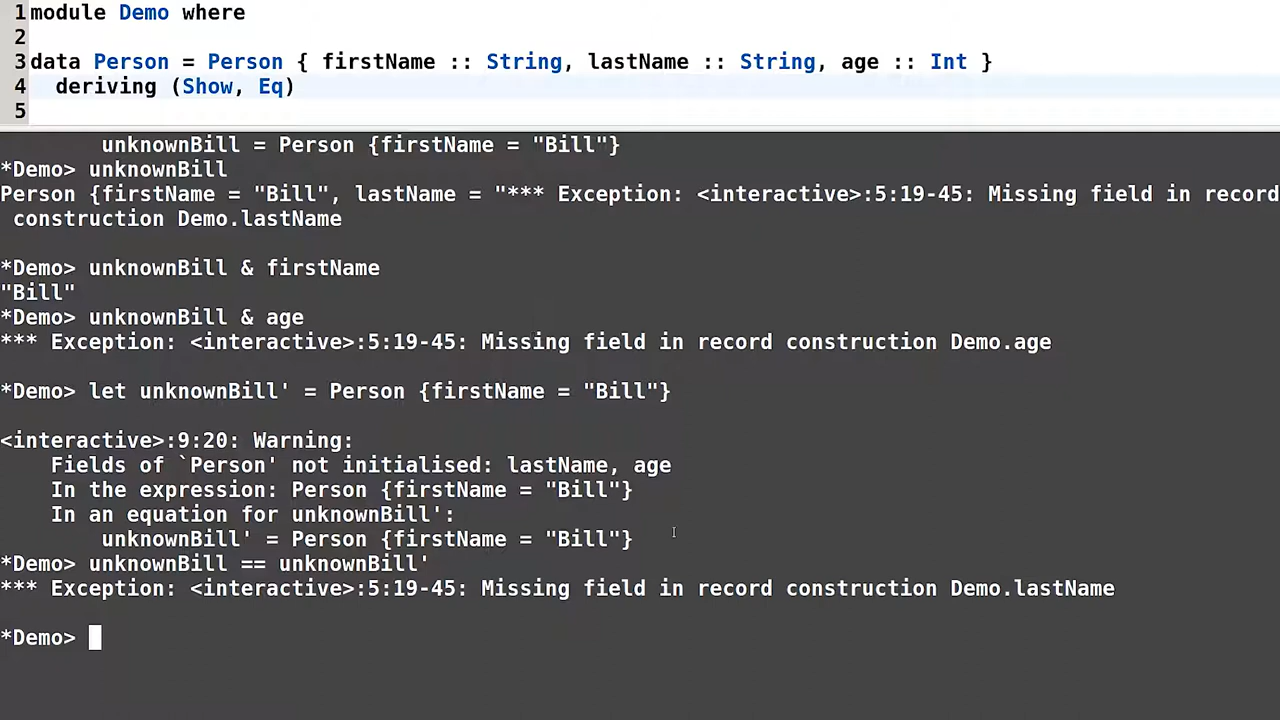 1 module Demo where
2
3 data Person = Person { firstName :: String, lastName :: String, age :: Int }
4   deriving (Show, Eq)
5
        unknownBill = Person {firstName = "Bill"}
*Demo> unknownBill
Person {firstName = "Bill", lastName = "*** Exception: <interactive>:5:19-45: Missing field in record
 construction Demo.lastName
*Demo> unknownBill & firstName
"Bill"
*Demo> unknownBill & age
*** Exception: <interactive>:5:19-45: Missing field in record construction Demo.age
*Demo> let unknownBill' = Person {firstName = "Bill"}
<interactive>:9:20: Warning:
    Fields of `Person' not initialised: lastName, age
    In the expression: Person {firstName = "Bill"}
    In an equation for unknownBill':
        unknownBill' = Person {firstName = "Bill"}
*Demo> unknownBill == unknownBill'
*** Exception: <interactive>:5:19-45: Missing field in record construction Demo.lastName
*Demo>